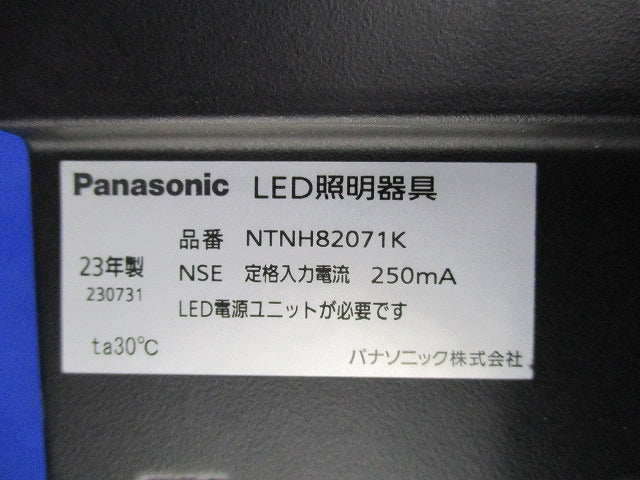 Panasonic LED照明器具
品番 NTNH82071K
23年製 NSE 定格入力電流 250mA
230731
LED電源ユニットが必要です
ta30℃
パナソニック株式会社